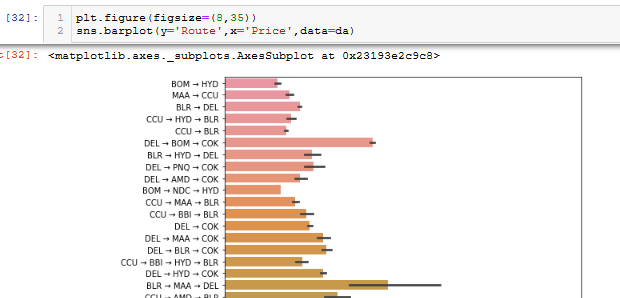 [32]:
1 plt.figure(figsize=(8,35))
2 sns.barplot(y='Route',x='Price',data=da)
t[32]: <matplotlib.axes._subplots.AxesSubplot at 0x23193e2c9c8>
BOM → HYD
MAA → CCU
BLR → DEL
CCU → HYD → BLR
CCU → BLR
DEL → BOM → COK
BLR → HYD → DEL
DEL → PNQ → COK
DEL → AMD → COK
BOM → NDC → HYD
CCU → MAA → BLR
CCU → BBI → BLR
DEL → COK
DEL → MAA → COK
DEL → BLR → COK
CCU → BBI → HYD → BLR
DEL → HYD → COK
BLR → MAA → DEL
CCU → AMD → BLR